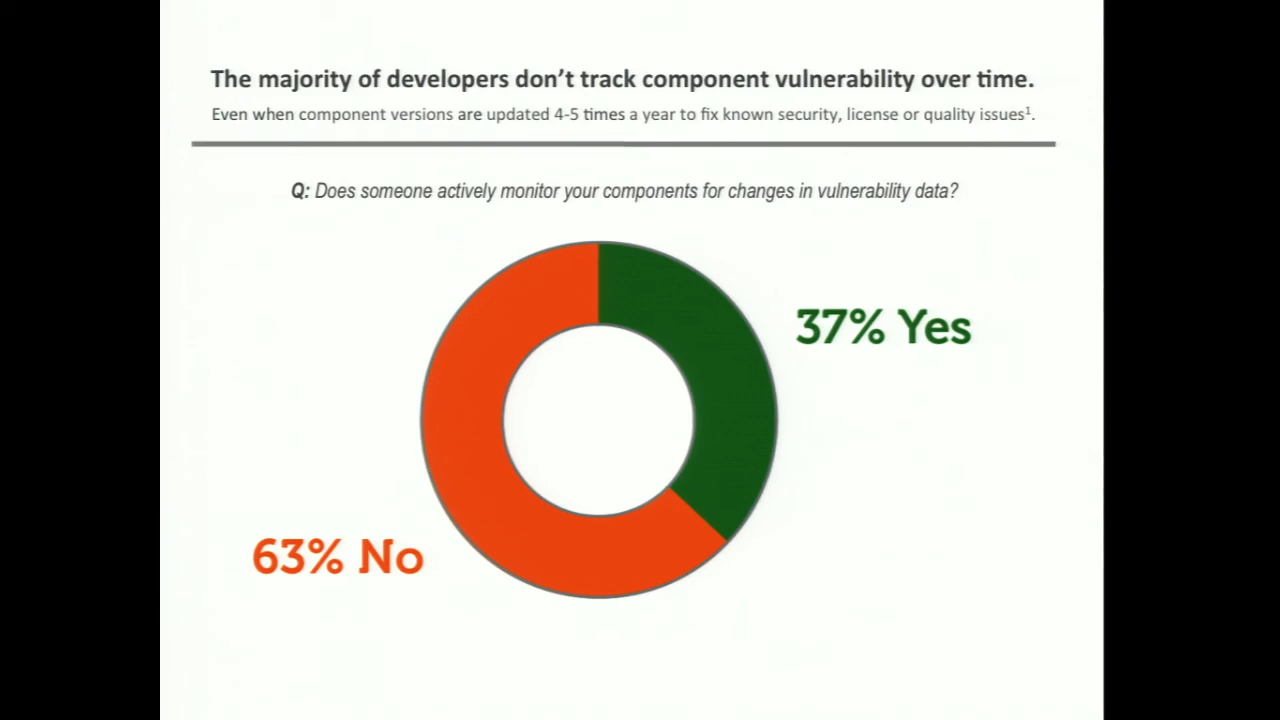 The majority of developers don’t track component vulnerability over time.
Even when component versions are updated 4-5 times a year to fix known security, license or quality issues¹.
Q: Does someone actively monitor your components for changes in vulnerability data?
37% Yes
63% No